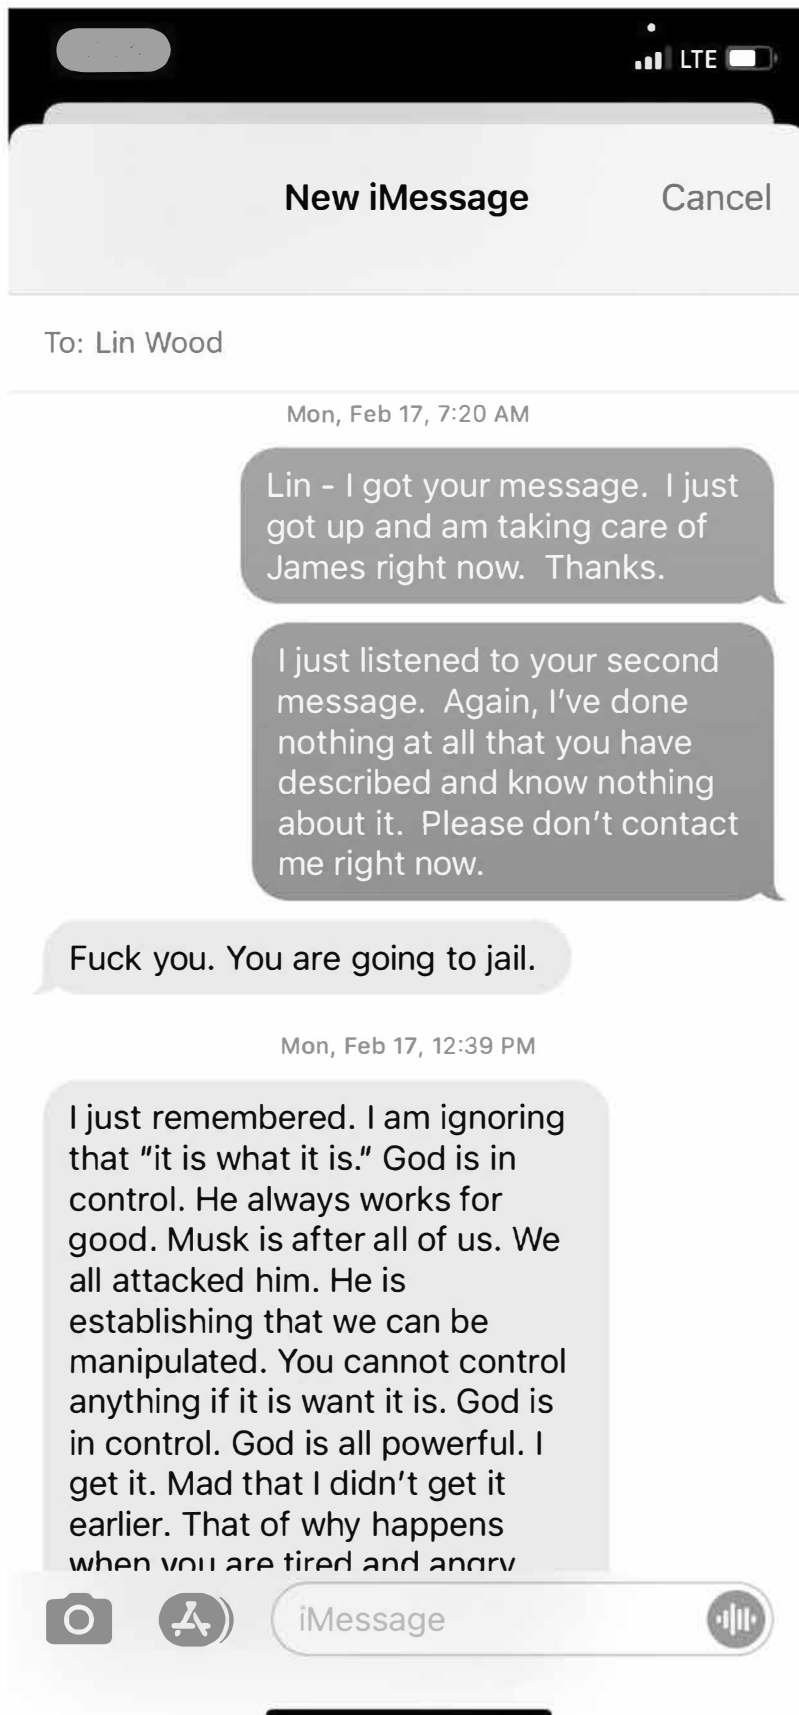 LTE
New iMessage
Cancel
To: Lin Wood
Mon, Feb 17, 7:20 AM
Lin - I got your message.  I just
got up and am taking care of
James right now.  Thanks.
I just listened to your second
message.  Again, I’ve done
nothing at all that you have
described and know nothing
about it.  Please don’t contact
me right now.
Fuck you. You are going to jail.
Mon, Feb 17, 12:39 PM
I just remembered. I am ignoring
that "it is what it is." God is in
control. He always works for
good. Musk is after all of us. We
all attacked him. He is
establishing that we can be
manipulated. You cannot control
anything if it is want it is. God is
in control. God is all powerful. I
get it. Mad that I didn’t get it
earlier. That of why happens
when you are tired and angry
iMessage